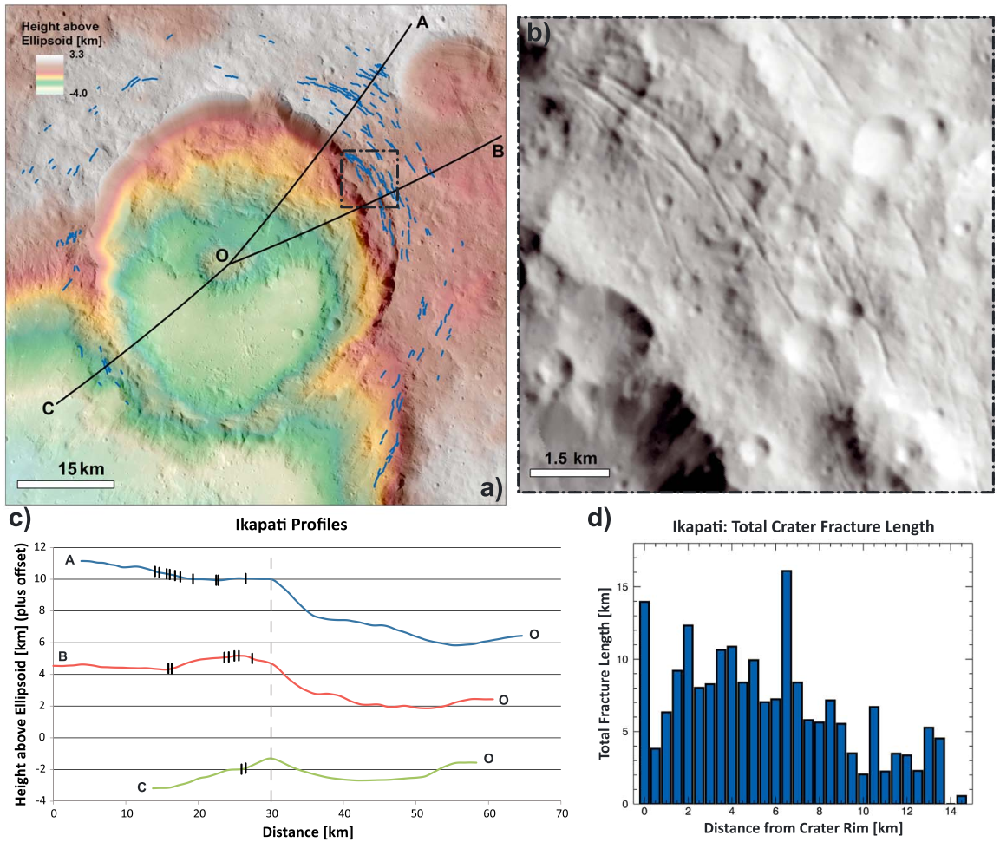 Height above
Ellipsoid [km]
3.3
-4.0
A
B
O
C
15 km
a)
b)
1.5 km
c)
Ikapati Profiles
Height above Ellipsoid [km] (plus offset)
12
10
8
6
4
2
0
-2
-4
A
O
B
O
C
O
0 10 20 30 40 50 60 70
Distance [km]
d)
Ikapati: Total Crater Fracture Length
Total Fracture Length [km]
15
10
5
0
0 2 4 6 8 10 12 14
Distance from Crater Rim [km]